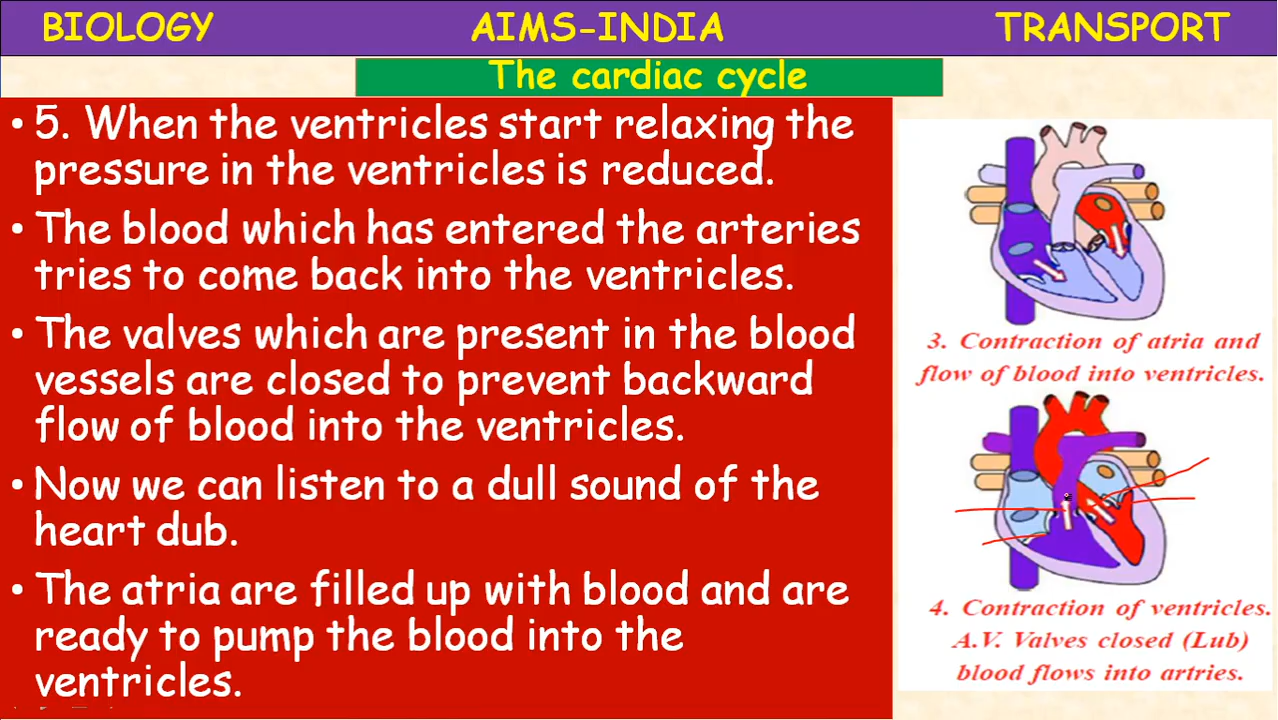 BIOLOGY AIMS-INDIA TRANSPORT
The cardiac cycle
• 5. When the ventricles start relaxing the
pressure in the ventricles is reduced.
• The blood which has entered the arteries
tries to come back into the ventricles.
• The valves which are present in the blood
vessels are closed to prevent backward
flow of blood into the ventricles.
• Now we can listen to a dull sound of the
heart dub.
• The atria are filled up with blood and are
ready to pump the blood into the
ventricles.
3. Contraction of atria and
flow of blood into ventricles.
4. Contraction of ventricles.
A.V. Valves closed (Lub)
blood flows into artries.